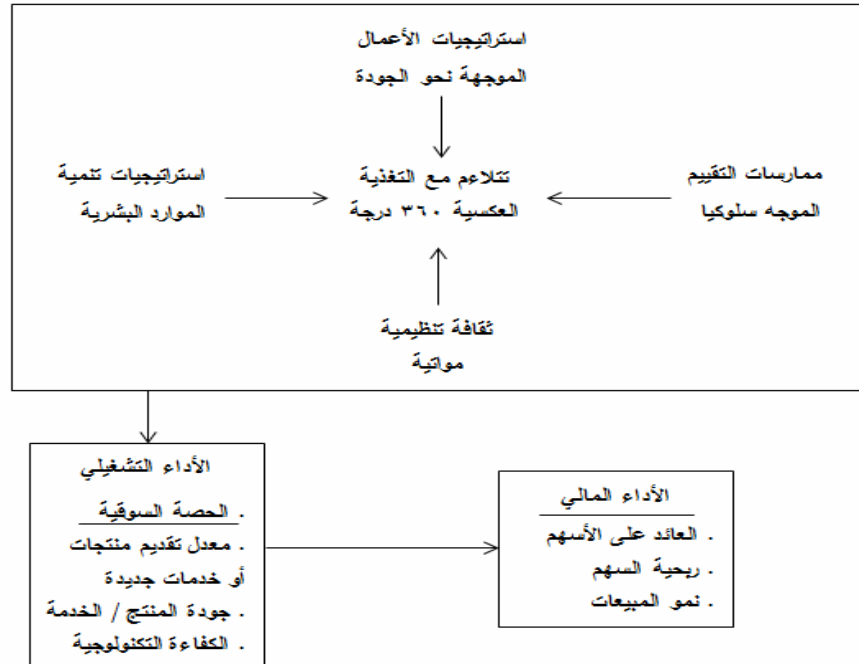 استراتيجيات الأعمال
الموجهة نحو الجودة
ممارسات التقييم
الموجه سلوكيا
تتلاءم مع التغذية
العكسية ٣٦٠ درجة
استراتيجيات تنمية
الموارد البشرية
ثقافة تنظيمية
مواتية
الأداء التشغيلي
. الحصة السوقية
. معدل تقديم منتجات
أو خدمات جديدة
. جودة المنتج / الخدمة
. الكفاءة التكنولوجية
الأداء المالي
. العائد على الأسهم
. ربحية السهم
. نمو المبيعات